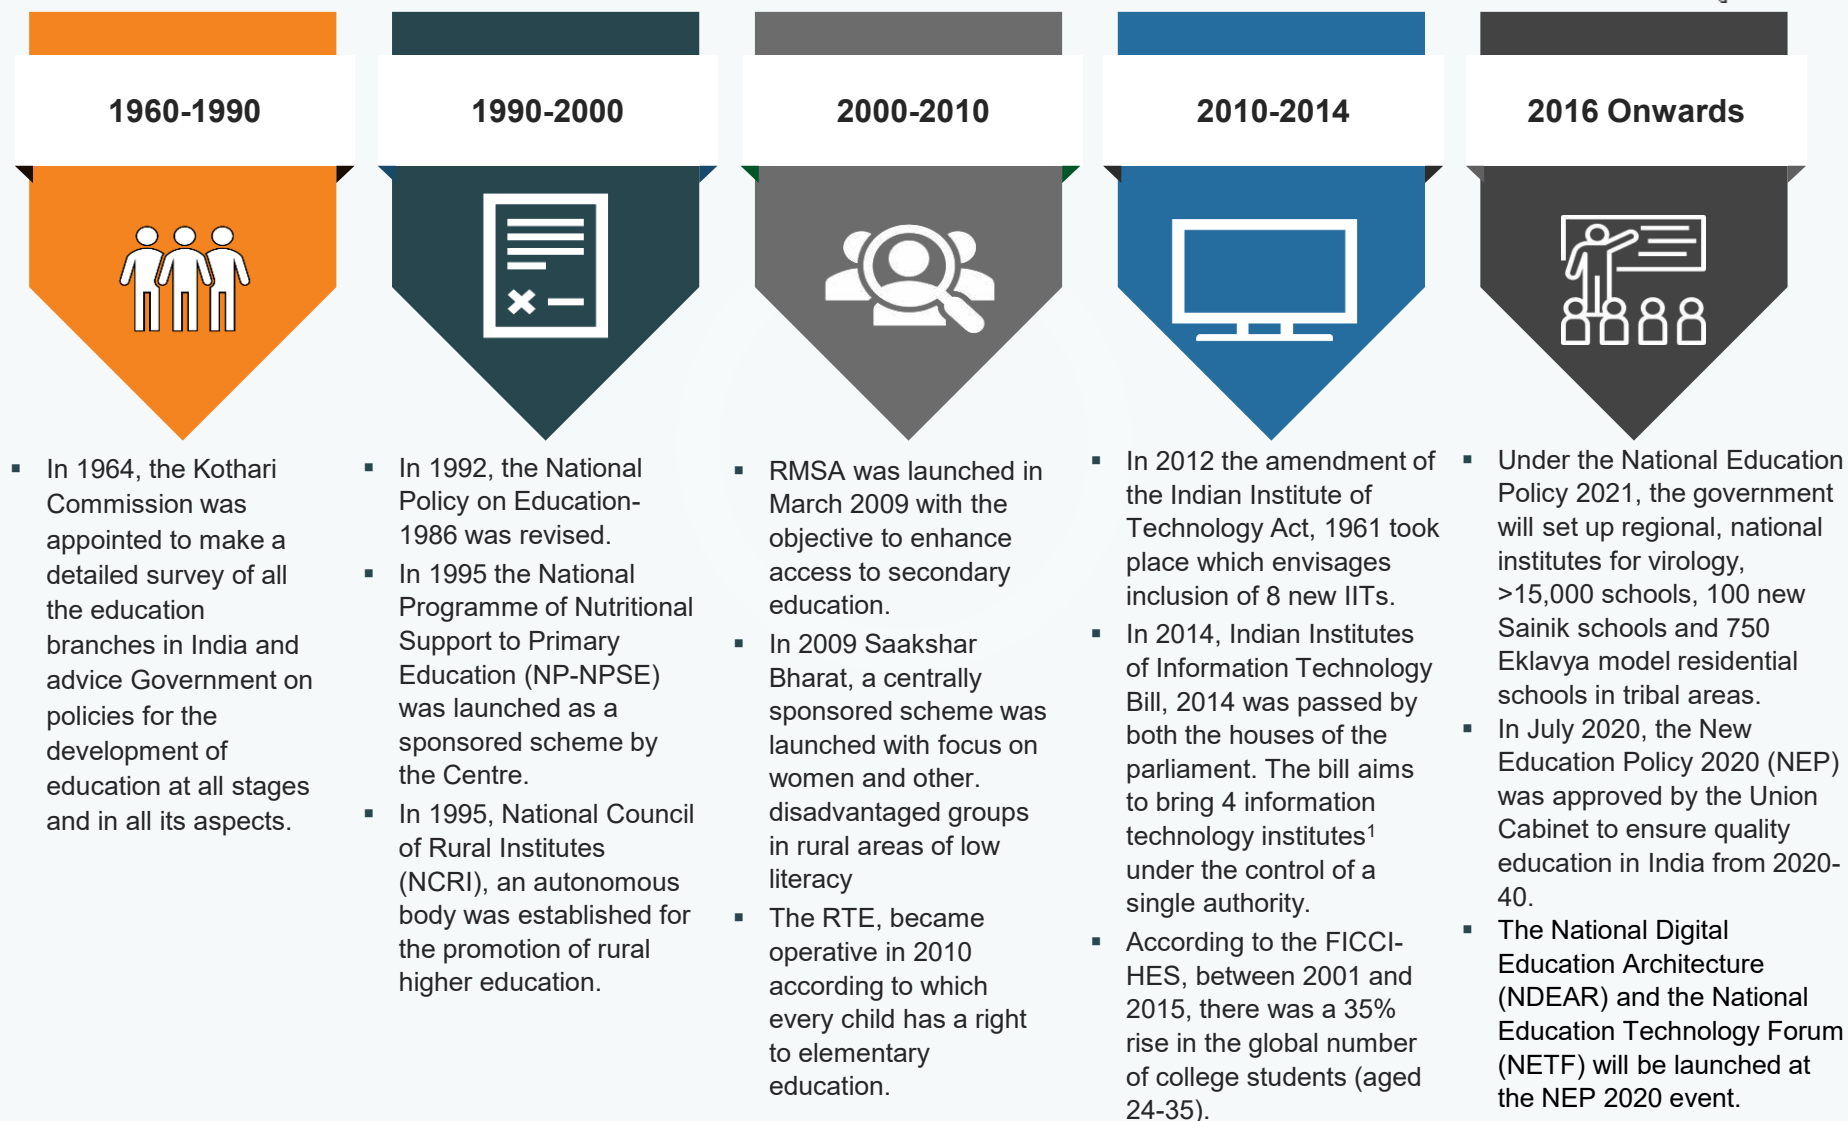 1960-1990
1990-2000
2000-2010
2010-2014
2016 Onwards
▪ In 1964, the Kothari
Commission was
appointed to make a
detailed survey of all
the education
branches in India and
advice Government on
policies for the
development of
education at all stages
and in all its aspects.
▪ In 1992, the National
Policy on Education-
1986 was revised.
▪ In 1995 the National
Programme of Nutritional
Support to Primary
Education (NP-NPSE)
was launched as a
sponsored scheme by
the Centre.
▪ In 1995, National Council
of Rural Institutes
(NCRI), an autonomous
body was established for
the promotion of rural
higher education.
▪ RMSA was launched in
March 2009 with the
objective to enhance
access to secondary
education.
▪ In 2009 Saakshar
Bharat, a centrally
sponsored scheme was
launched with focus on
women and other.
disadvantaged groups
in rural areas of low
literacy
▪ The RTE, became
operative in 2010
according to which
every child has a right
to elementary
education.
▪ In 2012 the amendment of
the Indian Institute of
Technology Act, 1961 took
place which envisages
inclusion of 8 new IITs.
▪ In 2014, Indian Institutes
of Information Technology
Bill, 2014 was passed by
both the houses of the
parliament. The bill aims
to bring 4 information
technology institutes¹
under the control of a
single authority.
▪ According to the FICCI-
HES, between 2001 and
2015, there was a 35%
rise in the global number
of college students (aged
24-35).
▪ Under the National Education
Policy 2021, the government
will set up regional, national
institutes for virology,
>15,000 schools, 100 new
Sainik schools and 750
Eklavya model residential
schools in tribal areas.
▪ In July 2020, the New
Education Policy 2020 (NEP)
was approved by the Union
Cabinet to ensure quality
education in India from 2020-
40.
▪ The National Digital
Education Architecture
(NDEAR) and the National
Education Technology Forum
(NETF) will be launched at
the NEP 2020 event.